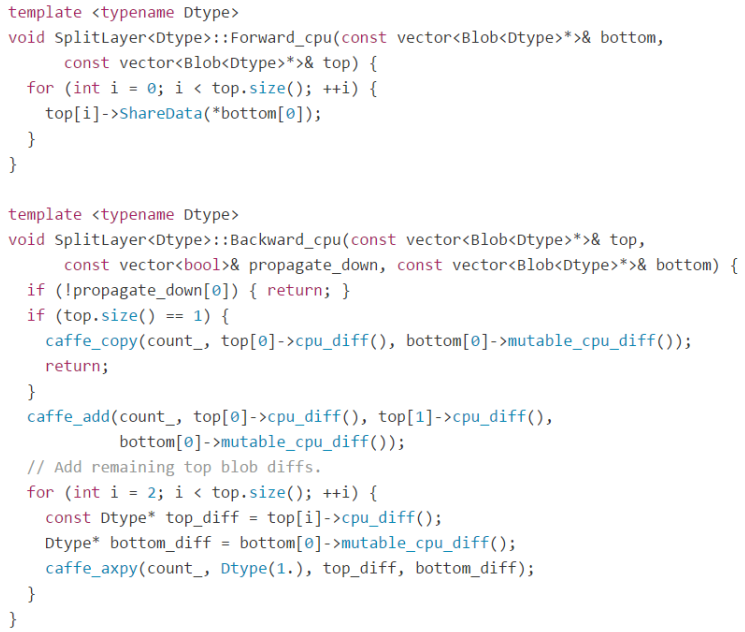 template <typename Dtype>
void SplitLayer<Dtype>::Forward_cpu(const vector<Blob<Dtype>*>& bottom,
      const vector<Blob<Dtype>*>& top) {
  for (int i = 0; i < top.size(); ++i) {
    top[i]->ShareData(*bottom[0]);
  }
}

template <typename Dtype>
void SplitLayer<Dtype>::Backward_cpu(const vector<Blob<Dtype>*>& top,
      const vector<bool>& propagate_down, const vector<Blob<Dtype>*>& bottom) {
  if (!propagate_down[0]) { return; }
  if (top.size() == 1) {
    caffe_copy(count_, top[0]->cpu_diff(), bottom[0]->mutable_cpu_diff());
    return;
  }
  caffe_add(count_, top[0]->cpu_diff(), top[1]->cpu_diff(),
            bottom[0]->mutable_cpu_diff());
  // Add remaining top blob diffs.
  for (int i = 2; i < top.size(); ++i) {
    const Dtype* top_diff = top[i]->cpu_diff();
    Dtype* bottom_diff = bottom[0]->mutable_cpu_diff();
    caffe_axpy(count_, Dtype(1.), top_diff, bottom_diff);
  }
}